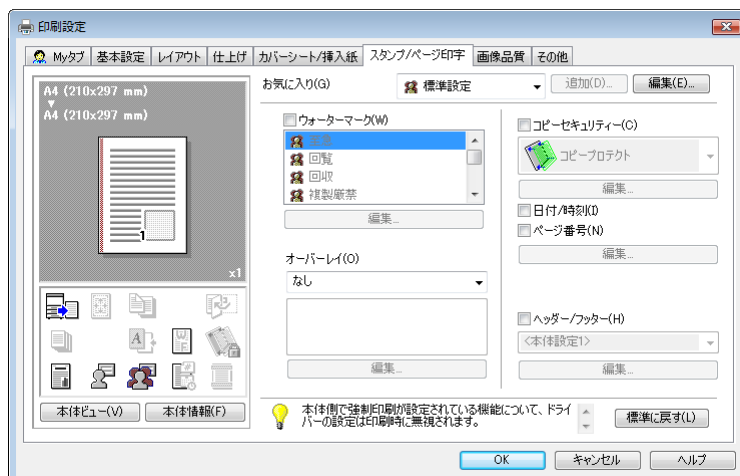 印刷設定
Myタブ 基本設定 レイアウト 仕上げ カバーシート/挿入紙 スタンプ/ページ印字 画像品質 その他
A4 (210x297 mm)
A4 (210x297 mm)
1
x1
本体ビュー(V) 本体情報(F)
お気に入り(G) 標準設定 追加(D)... 編集(E)...
ウォーターマーク(W)
回覧
回収
複製厳禁
編集...
オーバーレイ(O)
なし
編集...
コピーセキュリティー(C)
コピープロテクト
編集...
日付/時刻(I)
ページ番号(N)
編集...
ヘッダー/フッター(H)
<本体設定1>
編集...
本体側で強制印刷が設定されている機能について、ドライ
バーの設定は印刷時に無視されます。
標準に戻す(L)
OK キャンセル ヘルプ